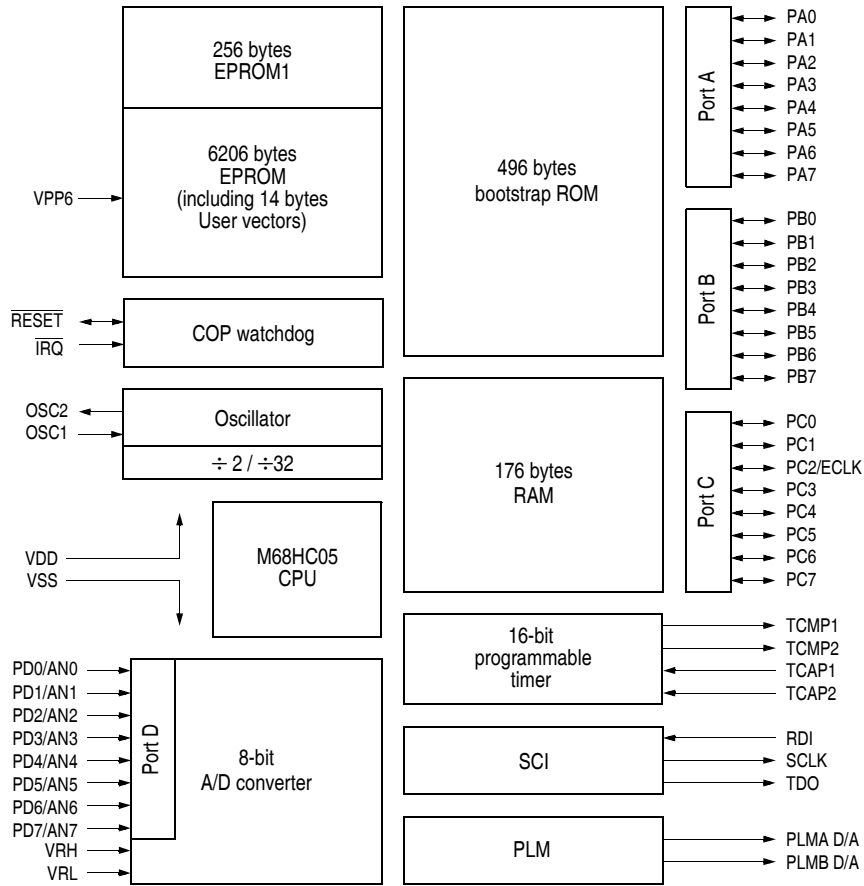 256 bytes
EPROM1
6206 bytes
EPROM
(including 14 bytes
User vectors)
VPP6
496 bytes
bootstrap ROM
Port A
PA0
PA1
PA2
PA3
PA4
PA5
PA6
PA7
RESET
IRQ
COP watchdog
Port B
PB0
PB1
PB2
PB3
PB4
PB5
PB6
PB7
OSC2
OSC1
Oscillator
÷ 2 / ÷32
176 bytes
RAM
Port C
PC0
PC1
PC2/ECLK
PC3
PC4
PC5
PC6
PC7
VDD
VSS
M68HC05
CPU
16-bit
programmable
timer
TCMP1
TCMP2
TCAP1
TCAP2
PD0/AN0
PD1/AN1
PD2/AN2
PD3/AN3
PD4/AN4
PD5/AN5
PD6/AN6
PD7/AN7
VRH
VRL
Port D
8-bit
A/D converter
SCI
RDI
SCLK
TDO
PLM
PLMA D/A
PLMB D/A